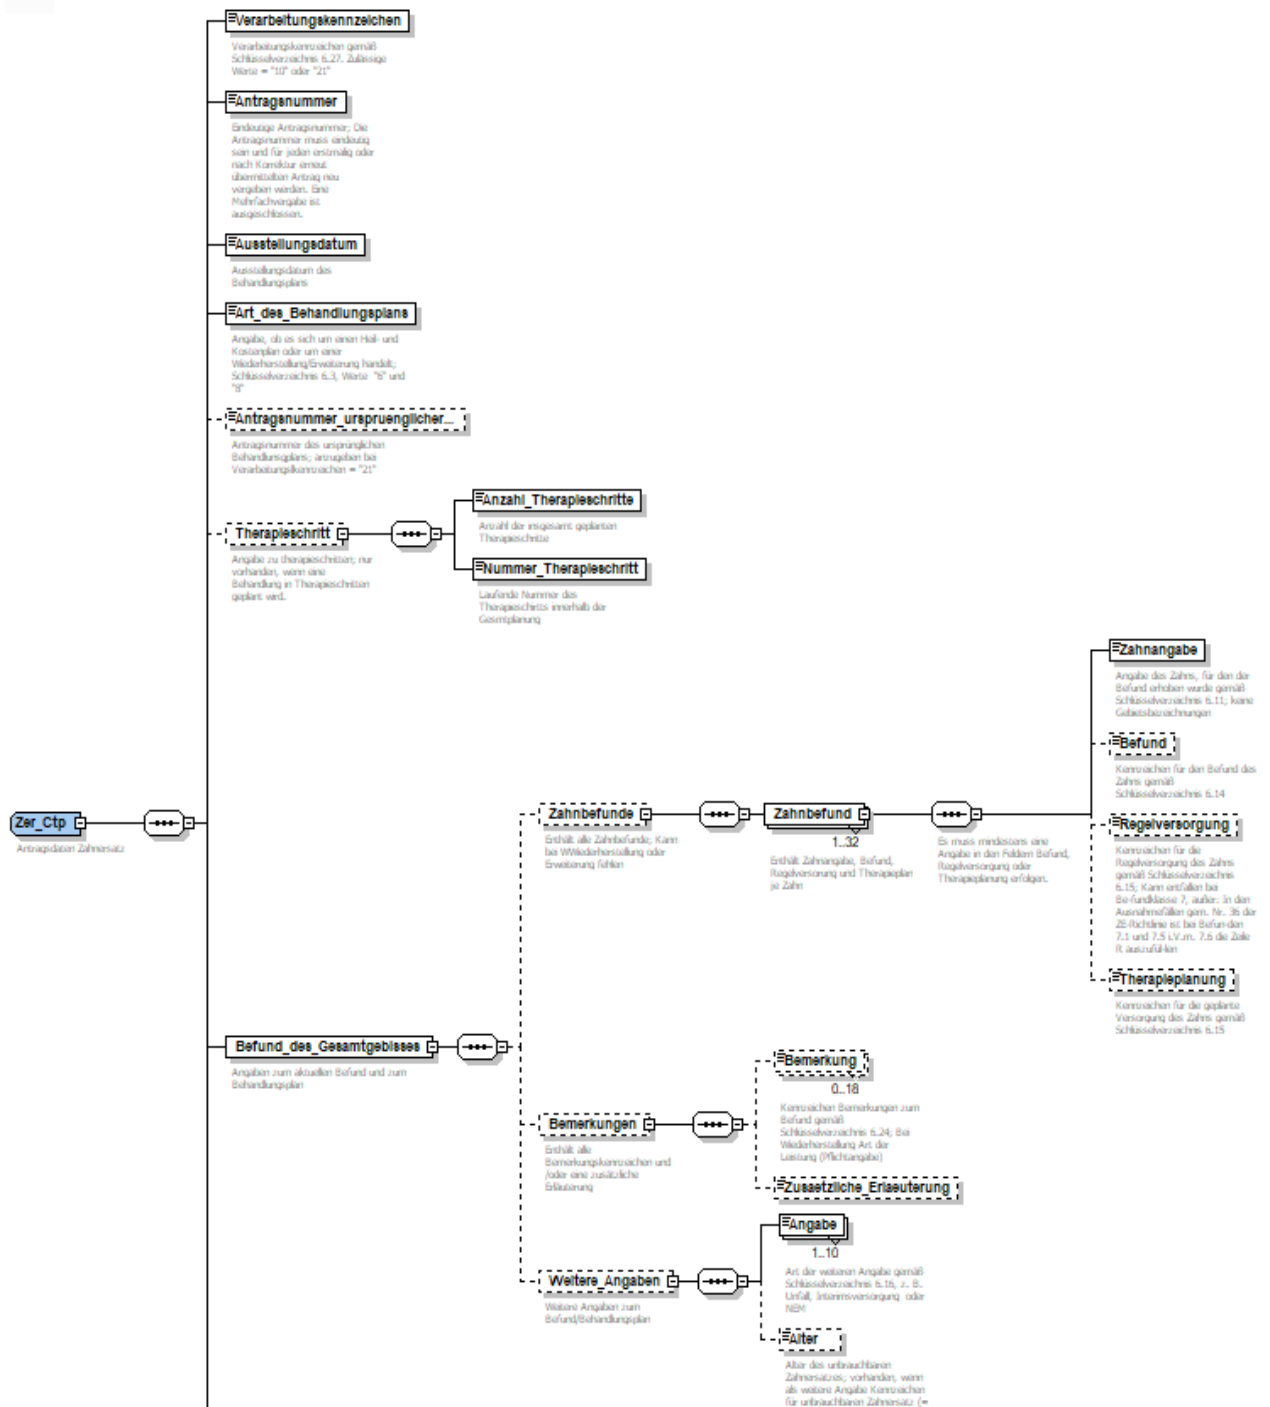 Verarbeitungskennzeichen
Verarbeitungskennzeichen gemäß
Schlüsselverzeichnis 6.27. Zulässige
Werte = "10" oder "21"
Antragsnummer
Eindeutige Antragsnummer; Die
Antragsnummer muss eindeutig
sein und für jeden erstmalig oder
nach Korrektur erneut
übermittelten Antrag neu
vergeben werden. Eine
Mehrfachvergabe ist
ausgeschlossen.
Ausstellungsdatum
Ausstellungsdatum des
Behandlungsplans
Art_des_Behandlungsplans
Angabe, ob es sich um einen Heil- und
Kostenplan oder um einer
Wiederherstellung/Erweiterung handelt;
Schlüsselverzeichnis 6.3, Werte "6" und
"8"
Antragsnummer_urspruenglicher...
Antragsnummer des ursprünglichen
Behandlunsgplans; anzugeben bei
Verarbeitungslkennzeichen = "21"
Therapieschritt
Angabe zu therapieschritten; nur
vorhanden, wenn eine
Behandlung in Therapieschritten
geplant wird.
Anzahl_Therapieschritte
Anzahl der insgesamt geplanten
Therapieschritte
Nummer_Therapieschritt
Laufende Nummer des
Therapieschirtts innerhalb der
Gesmtplanung
Zer_Ctp
Antragsdaten Zahnersatz
Befund_des_Gesamtgebisses
Angaben zum aktuellen Befund und zum
Behandlungsplan
Zahnbefunde
Enthält alle Zahnbefunde; Kann
bei WWiederherstellung oder
Erweiterung fehlen
Zahnbefund
1..32
Enthält Zahnangabe, Befund,
Regelversorung und Therapieplan
je Zahn
Es muss mindestens eine
Angabe in den Feldern Befund,
Regelversorgung oder
Therapieplanung erfolgen.
Zahnangabe
Angabe des Zahns, für den der
Befund erhoben wurde gemäß
Schlüsselverzeichnis 6.11; keine
Gebietsbezeichnungen
Befund
Kennzeichen für den Befund des
Zahns gemäß
Schlüsselverzeichnis 6.14
Regelversorgung
Kennzeichen für die
Regelversorgung des Zahns
gemäß Schlüsselverzeichnis
6.15; Kann entfallen bei
Be-fundklasse 7, außer: In den
Ausnahmefällen gem. Nr. 36 der
ZE-Richtlinie ist bei Befun-den
7.1 und 7.5 i.V.m. 7.6 die Zeile
R auszufül-len
Therapieplanung
Kennzeichen für die geplante
Versorgung des Zahns gemäß
Schlüsselverzeichnis 6.15
Bemerkungen
Enthält alle
Bemerkungskennzeichen und
/oder eine zusätzliche
Erläuterung
Bemerkung
0..18
Kennzeichen Bemerkungen zum
Befund gemäß
Schlüsselverzeichnis 6.24; Bei
Wiederherstellung Art der
Leistung (Pflichtangabe)
Zusaetzliche_Erlaeuterung
Weitere_Angaben
Weitere Angaben zum
Befund/Behandlungsplan
Angabe
1..10
Art der weiteren Angabe gemäß
Schlüsselverzeichnis 6.16, z. B.
Unfall, Interimsversorgung oder
NEM
Alter
Alter des unbrauchbaren
Zahnersatzes; vorhanden, wenn
als weitere Angabe Kennzeichen
für unbrauchbaren Zahnersatz (=